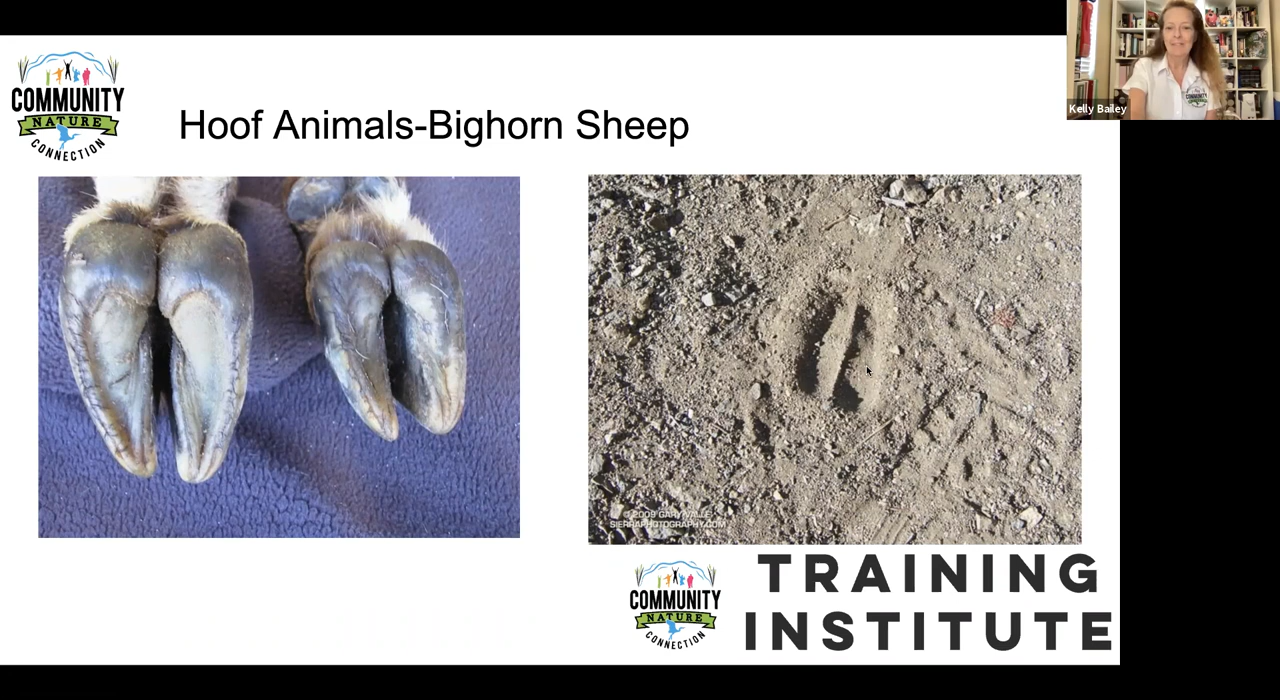 COMMUNITY
NATURE
CONNECTION
Hoof Animals-Bighorn Sheep
Kelly Bailey
© 2009 GARY VALLE'
SIERRAPHOTOGRAPHY.COM
COMMUNITY
NATURE
CONNECTION
TRAINING
INSTITUTE